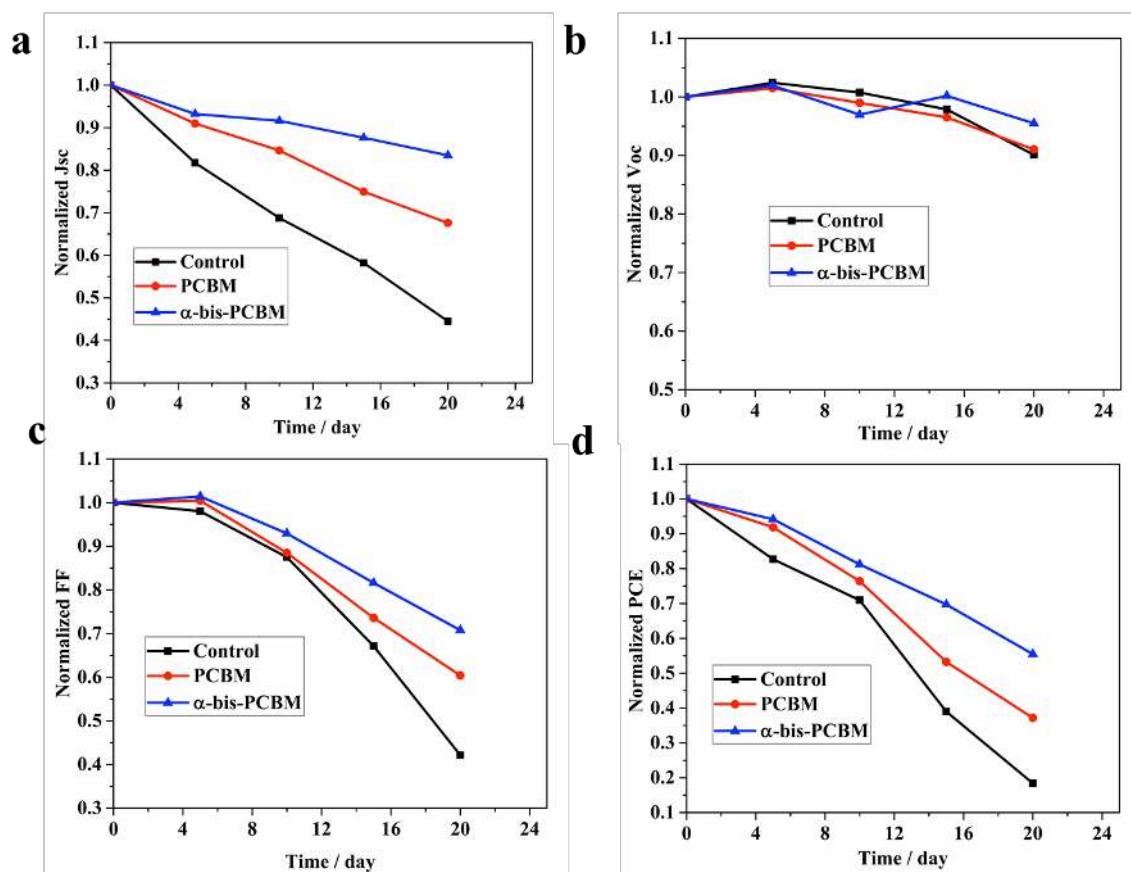 a
1.1
1.0
0.9
0.8
0.7
0.6
0.5
0.4
0.3
Normalized Jsc
Control
PCBM
α-bis-PCBM
0 4 8 12 16 20 24
Time / day
b
1.1
1.0
0.9
0.8
0.7
0.6
0.5
Normalized Voc
Control
PCBM
α-bis-PCBM
0 4 8 12 16 20 24
Time / day
c
1.1
1.0
0.9
0.8
0.7
0.6
0.5
0.4
0.3
Normalized FF
Control
PCBM
α-bis-PCBM
0 4 8 12 16 20 24
Time / day
d
1.1
1.0
0.9
0.8
0.7
0.6
0.5
0.4
0.3
0.2
0.1
Normalized PCE
Control
PCBM
α-bis-PCBM
0 4 8 12 16 20 24
Time / day